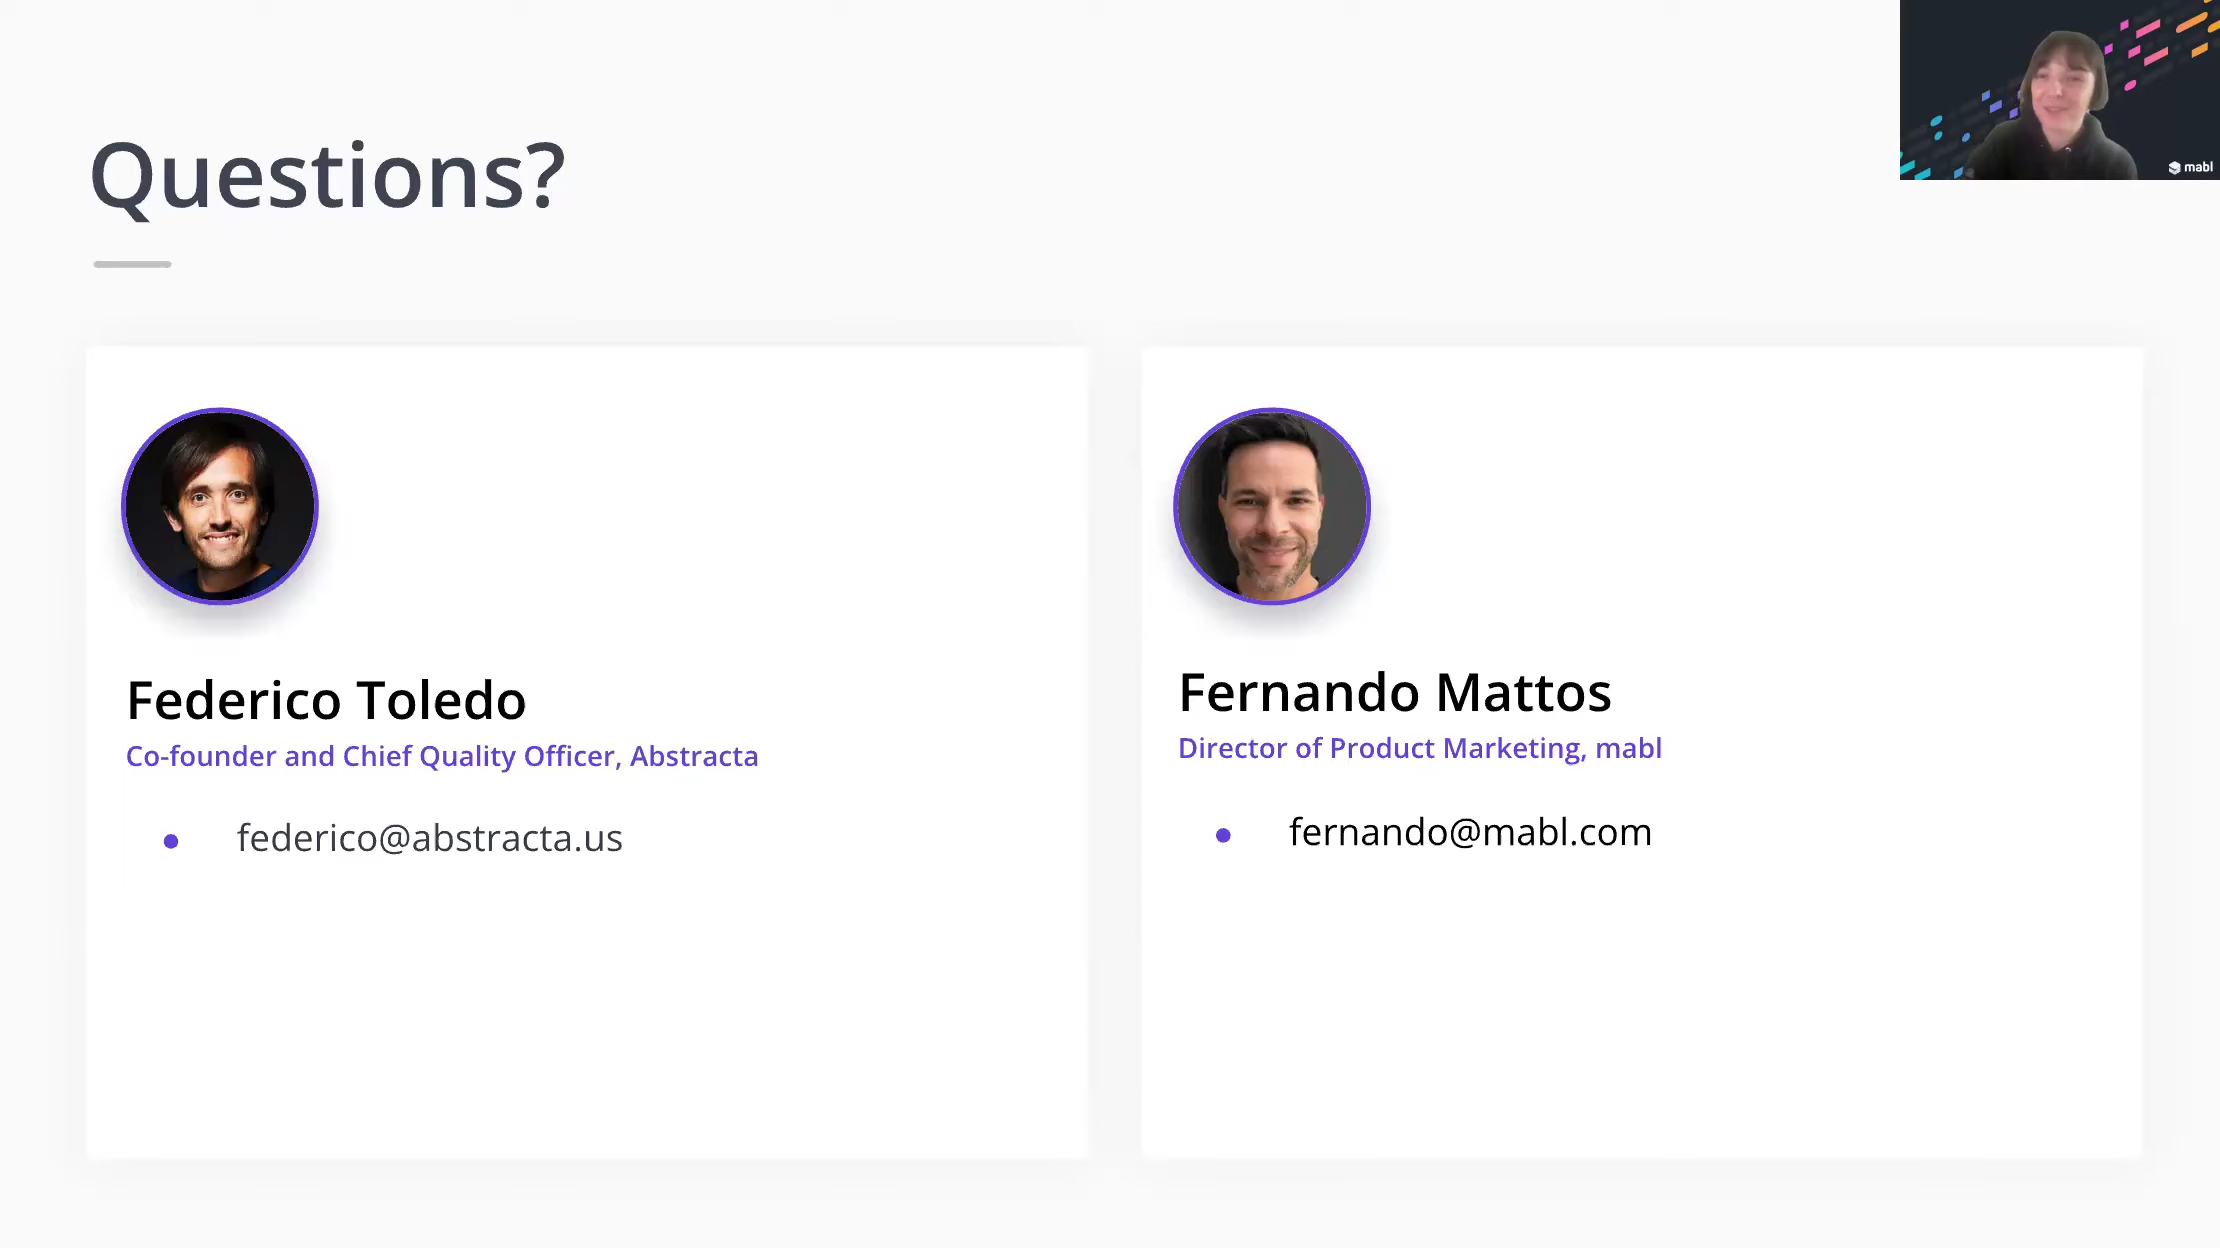 mabl
Questions?
Federico Toledo
Co-founder and Chief Quality Officer, Abstracta
• federico@abstracta.us
Fernando Mattos
Director of Product Marketing, mabl
• fernando@mabl.com